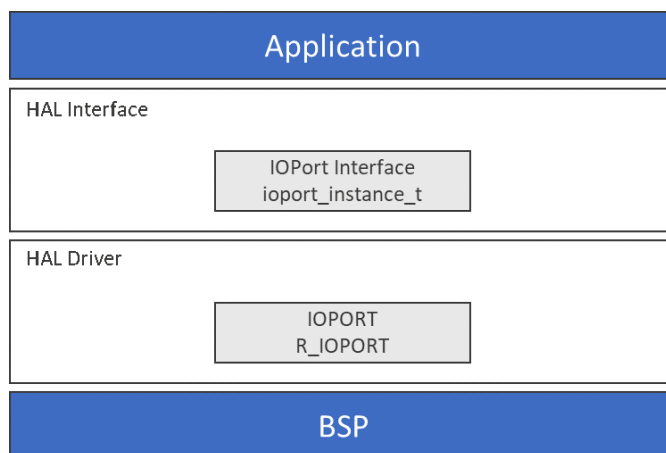 Application
HAL Interface
IOPort Interface
ioport_instance_t
HAL Driver
IOPORT
R_IOPORT
BSP